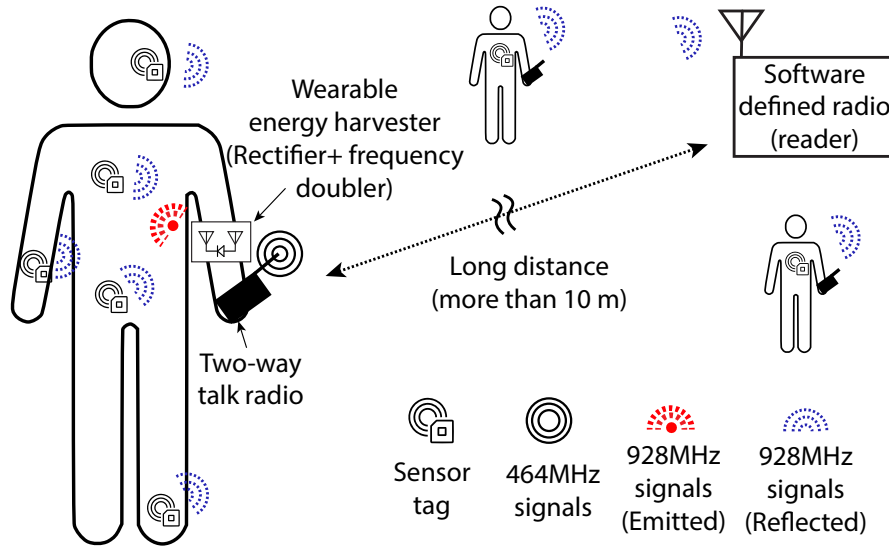 Wearable
energy harvester
(Rectifier+ frequency
doubler)
Software
defined radio
(reader)
Long distance
(more than 10 m)
Two-way
talk radio
Sensor
tag
464MHz
signals
928MHz
signals
(Emitted)
928MHz
signals
(Reflected)